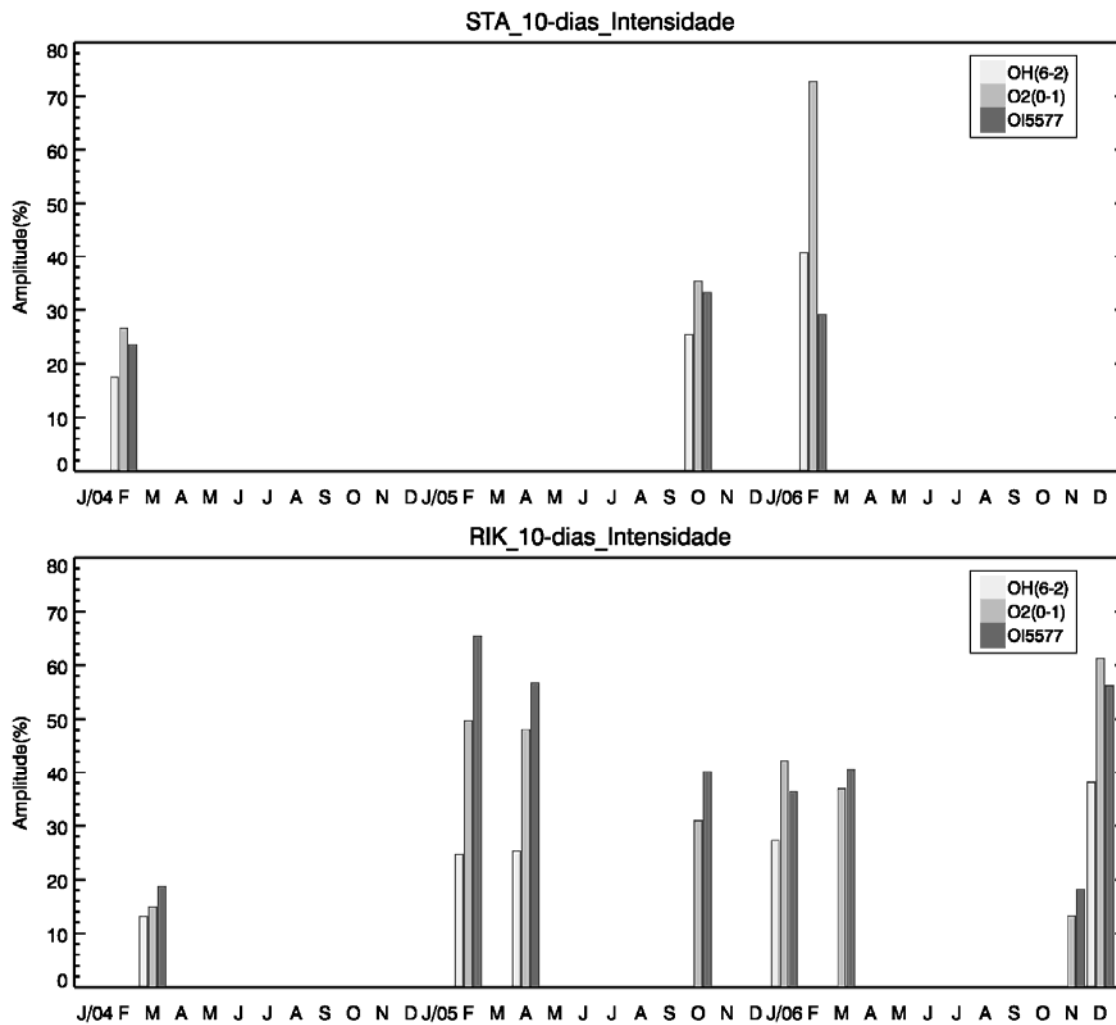 STA_10-dias_Intensidade
80
70
60
50
40
30
20
10
0
Amplitude(%)
OH(6-2)
O2(0-1)
OI5577
J/04 F M A M J J A S O N D J/05 F M A M J J A S O N D J/06 F M A M J J A S O N D
RIK_10-dias_Intensidade
80
70
60
50
40
30
20
10
0
Amplitude(%)
OH(6-2)
O2(0-1)
OI5577
J/04 F M A M J J A S O N D J/05 F M A M J J A S O N D J/06 F M A M J J A S O N D